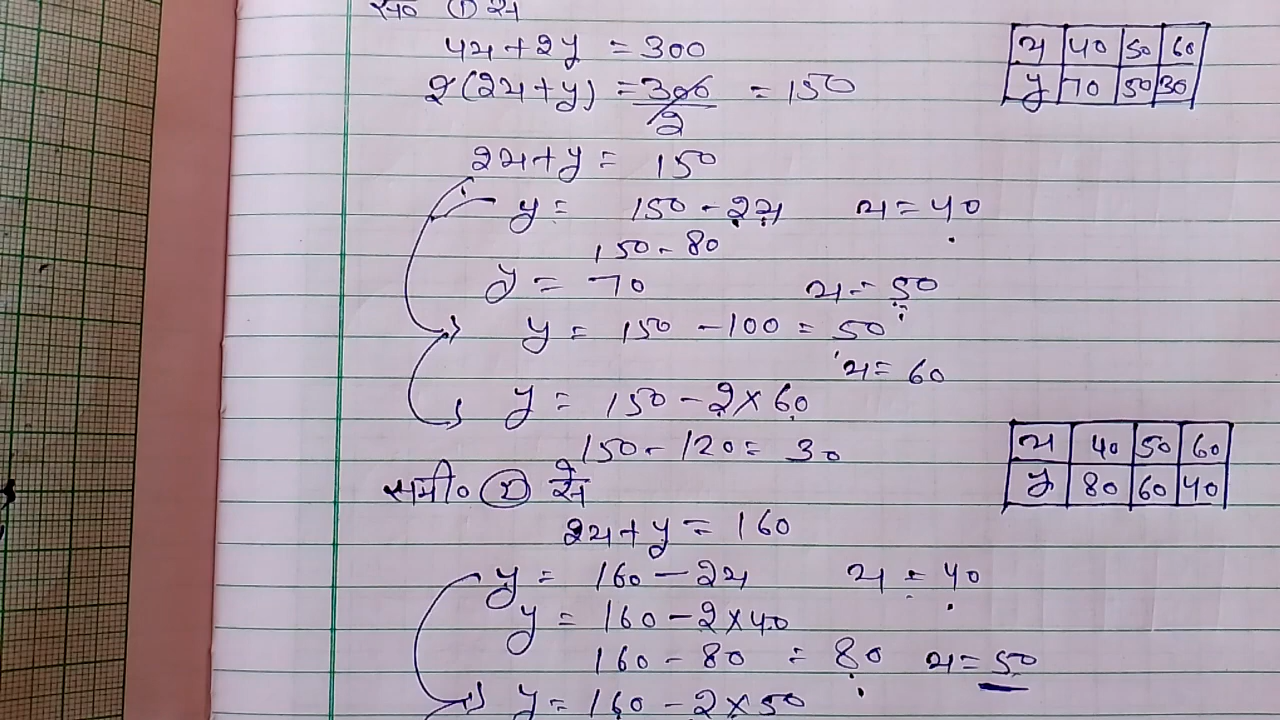 समी० ① से
4x + 2y = 300
2(2x + y) = 300/2 = 150
x 40 50 60
y 70 50 30
2x + y = 150
y = 150 - 2x x = 40
150 - 80
y = 70 x = 50
y = 150 - 100 = 50
x = 60
y = 150 - 2 × 60
150 - 120 = 30
x 40 50 60
y 80 60 40
समी० ② से
2x + y = 160
y = 160 - 2x x = 40
y = 160 - 2 × 40
160 - 80 = 80 x = 50
y = 160 - 2 × 50